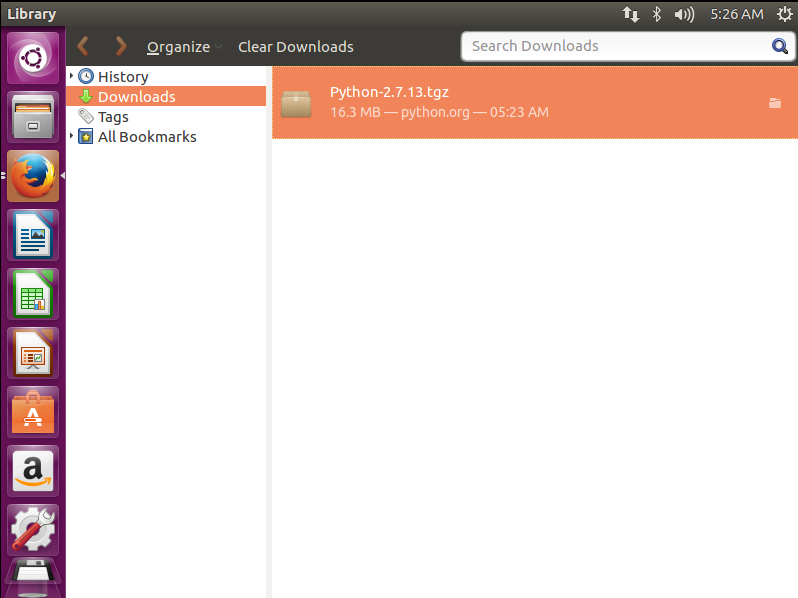 Library
5:26 AM
Organize
Clear Downloads
Search Downloads
History
Downloads
Tags
All Bookmarks
Python-2.7.13.tgz
16.3 MB — python.org — 05:23 AM
A
a